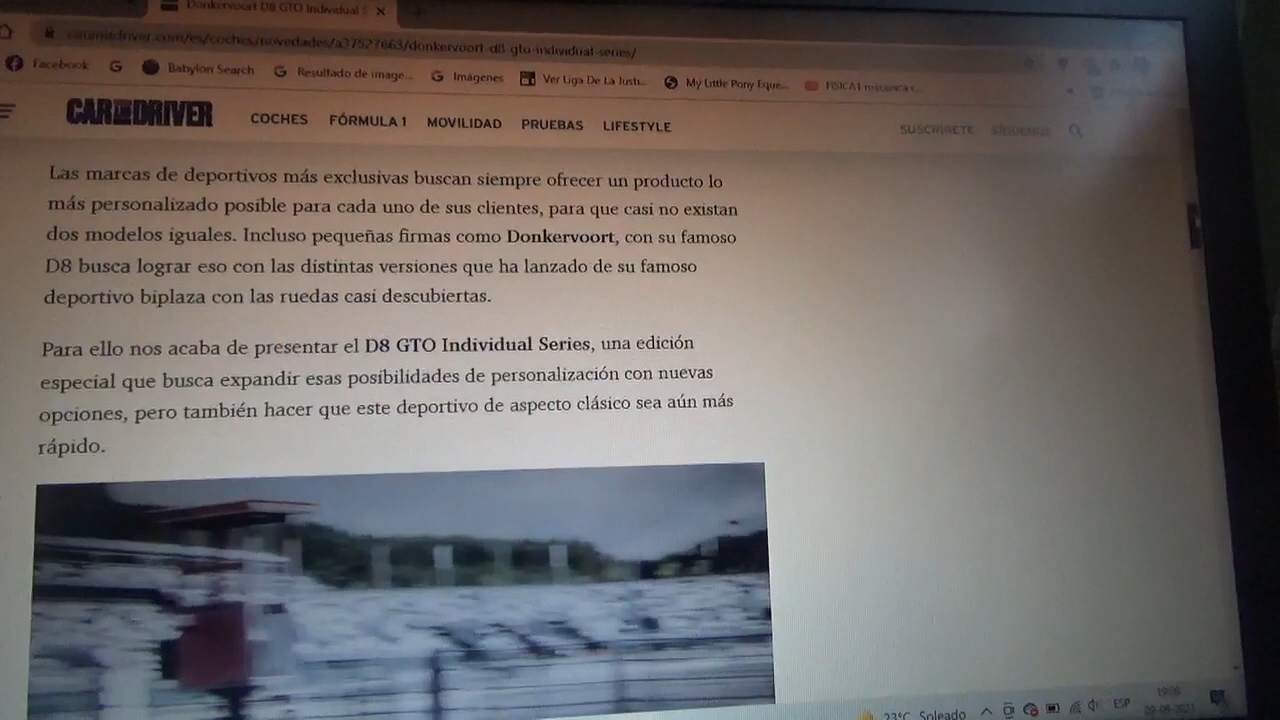 Donkervoort D8 GTO Individual S
caranddriver.com/es/coches/novedades/a37527663/donkervoort-d8-gto-individual-series/
Facebook
Babylon Search
Resultado de image...
Imágenes
Ver Liga De La Justi...
My Little Pony Eque...
CAR AND DRIVER
COCHES
FÓRMULA 1
MOVILIDAD
PRUEBAS
LIFESTYLE
SUSCRÍBETE
SÍGUENOS
Las marcas de deportivos más exclusivas buscan siempre ofrecer un producto lo
más personalizado posible para cada uno de sus clientes, para que casi no existan
dos modelos iguales. Incluso pequeñas firmas como Donkervoort, con su famoso
D8 busca lograr eso con las distintas versiones que ha lanzado de su famoso
deportivo biplaza con las ruedas casi descubiertas.
Para ello nos acaba de presentar el D8 GTO Individual Series, una edición
especial que busca expandir esas posibilidades de personalización con nuevas
opciones, pero también hacer que este deportivo de aspecto clásico sea aún más
rápido.
23°C Soleado
ESP